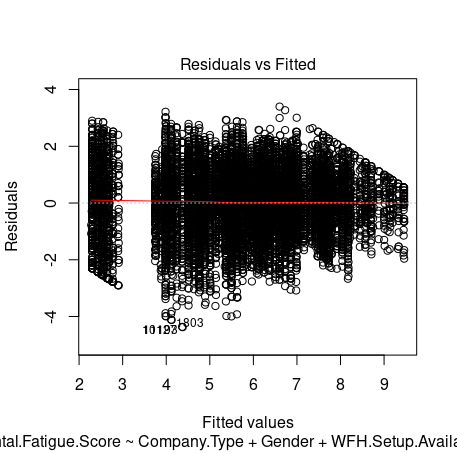 Residuals vs Fitted
4
2
0
-2
-4
Residuals
1803
2 3 4 5 6 7 8 9
Fitted values
ntal.Fatigue.Score ~ Company.Type + Gender + WFH.Setup.Availa